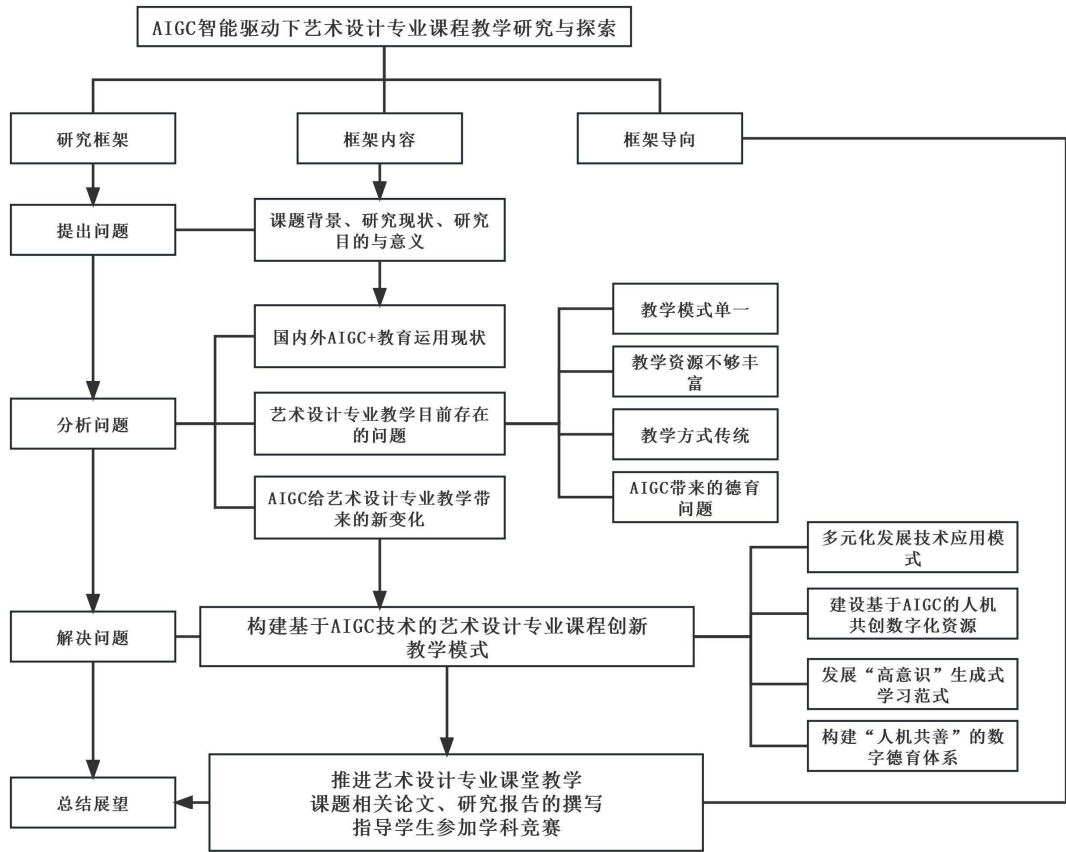 AIGC智能驱动下艺术设计专业课程教学研究与探索
研究框架
框架内容
框架导向
提出问题
课题背景、研究现状、研究
目的与意义
国内外AIGC+教育运用现状
教学模式单一
教学资源不够丰
富
分析问题
艺术设计专业教学目前存在
的问题
教学方式传统
AIGC带来的德育
问题
AIGC给艺术设计专业教学带
来的新变化
多元化发展技术应用模
式
建设基于AIGC的人机
共创数字化资源
解决问题
构建基于AIGC技术的艺术设计专业课程创新
教学模式
发展“高意识”生成式
学习范式
构建“人机共善”的数
字德育体系
总结展望
推进艺术设计专业课堂教学
课题相关论文、研究报告的撰写
指导学生参加学科竞赛